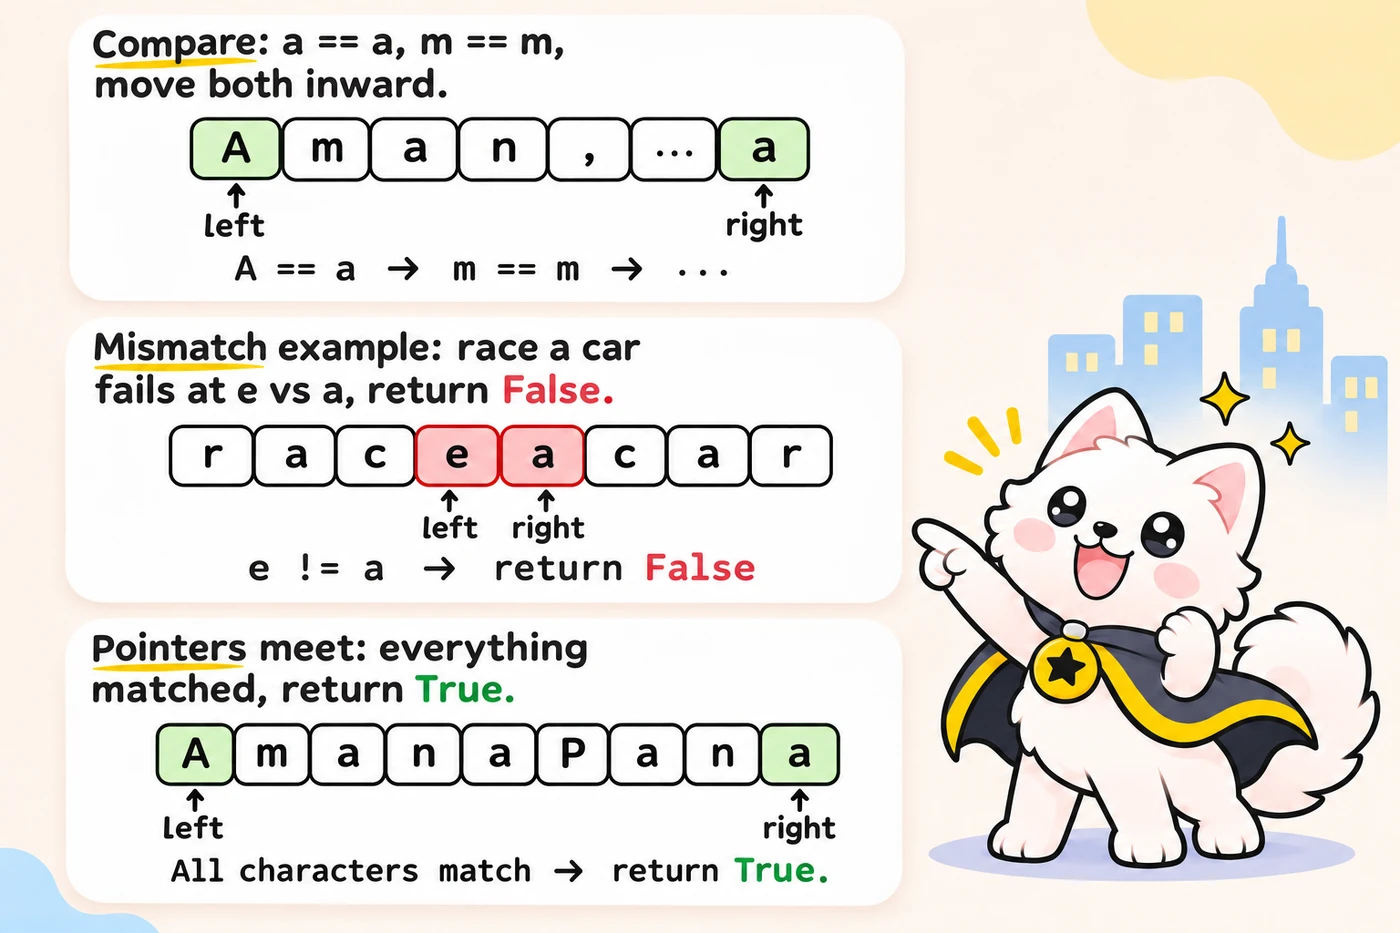 Compare: a == a, m == m,
move both inward.
A m a n , ... a
left right
A == a → m == m → ...
Mismatch example: race a car
fails at e vs a, return False.
r a c e a c a r
left right
e != a → return False
Pointers meet: everything
matched, return True.
A m a n a P a n a
left right
All characters match → return True.